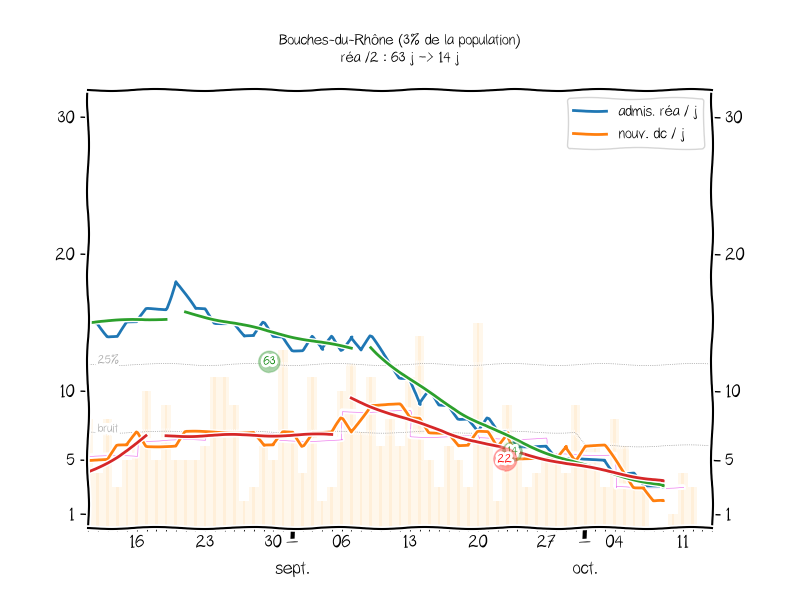 Bouches-du-Rhône (3% de la population)
réa /2 : 63 j -> 14 j
admis. réa / j
nouv. dc / j
30
30
20
20
25%
63
10
10
bruit
14
22
5
5
1
1
16 23 30 06 13 20 27 04 11
sept. oct.